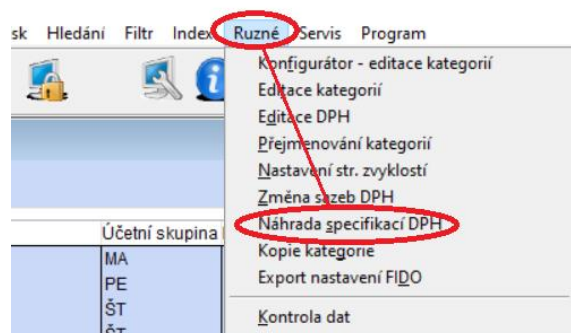 sk Hledání Filtr Index Ruzné Servis Program
Konfigurátor - editace kategorií
Editace kategorií
Editace DPH
Přejmenování kategorií
Nastavení str. zvyklostí
Změna sazeb DPH
Účetní skupina Náhrada specifikací DPH
MA Kopie kategorie
PE Export nastavení FIDO
ŠT Kontrola dat
ŠT